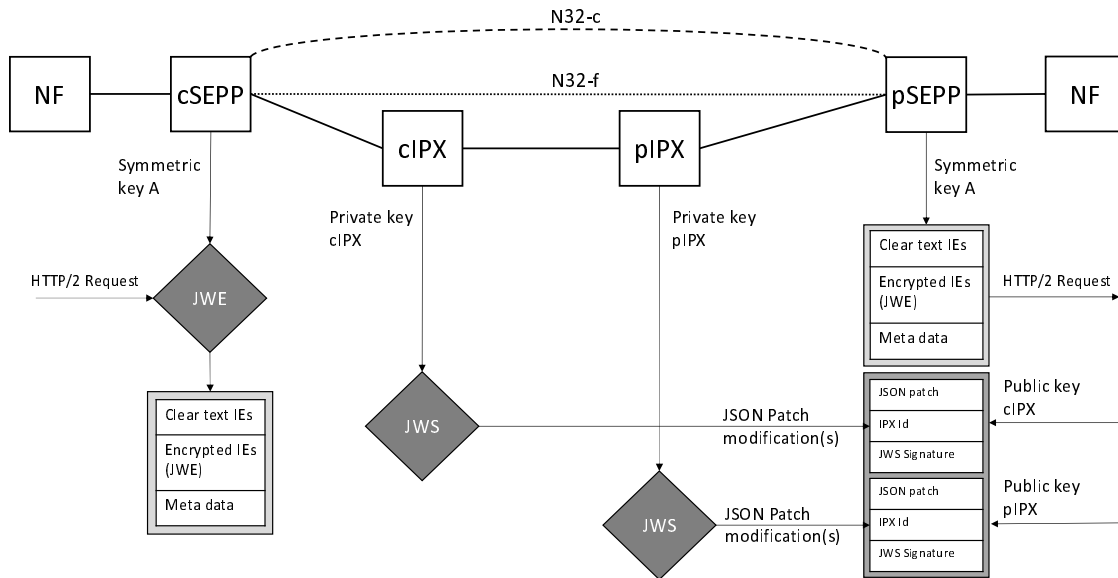 N32-c
N32-f
NF
cSEPP
pSEPP
NF
cIPX
pIPX
Symmetric
key A
Private key
cIPX
Private key
pIPX
Symmetric
key A
HTTP/2 Request
JWE
Clear text IEs
Encrypted IEs
(JWE)
Meta data
HTTP/2 Request
Clear text IEs
Encrypted IEs
(JWE)
Meta data
JWS
JSON Patch
modification(s)
JSON patch
IPX Id
JWS Signature
Public key
cIPX
JWS
JSON Patch
modification(s)
JSON patch
IPX Id
JWS Signature
Public key
pIPX